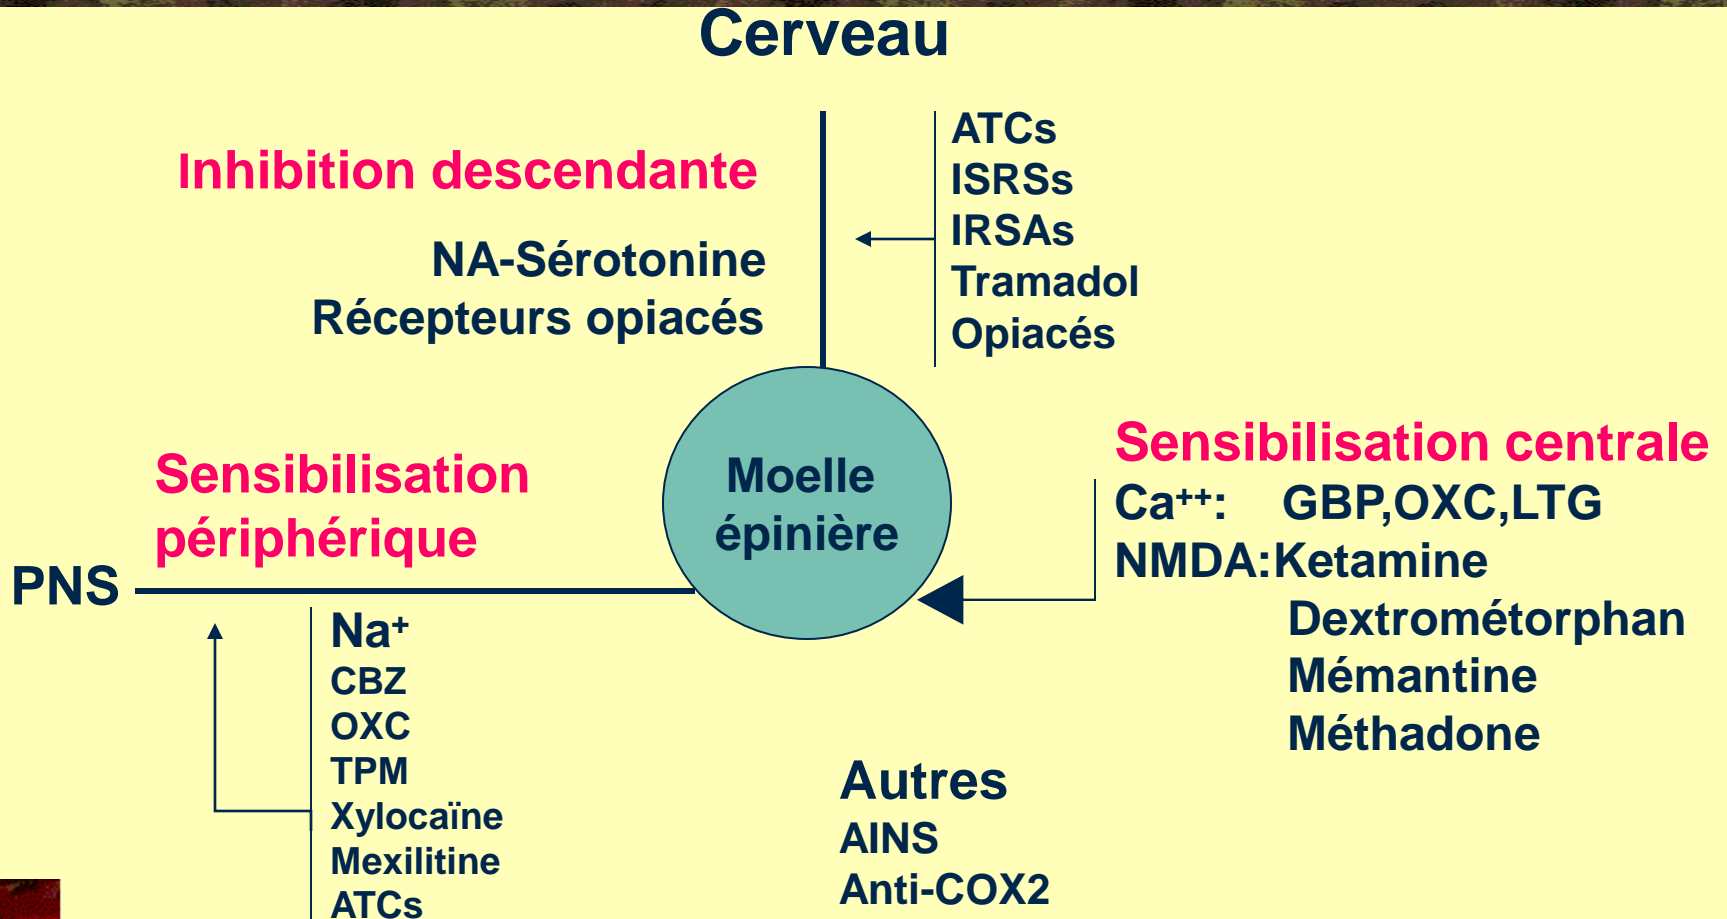 Cerveau
Inhibition descendante
NA-Sérotonine
Récepteurs opiacés
ATCs
ISRSs
IRSAs
Tramadol
Opiacés
Moelle
épinière
Sensibilisation
périphérique
PNS
Na⁺
CBZ
OXC
TPM
Xylocaïne
Mexilitine
ATCs
Sensibilisation centrale
Ca⁺⁺: GBP,OXC,LTG
NMDA:Ketamine
Dextrométorphan
Mémantine
Méthadone
Autres
AINS
Anti-COX2